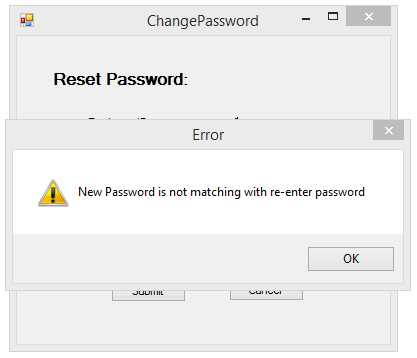 ChangePassword
Reset Password:
Error
New Password is not matching with re-enter password
OK
Submit
Cancel